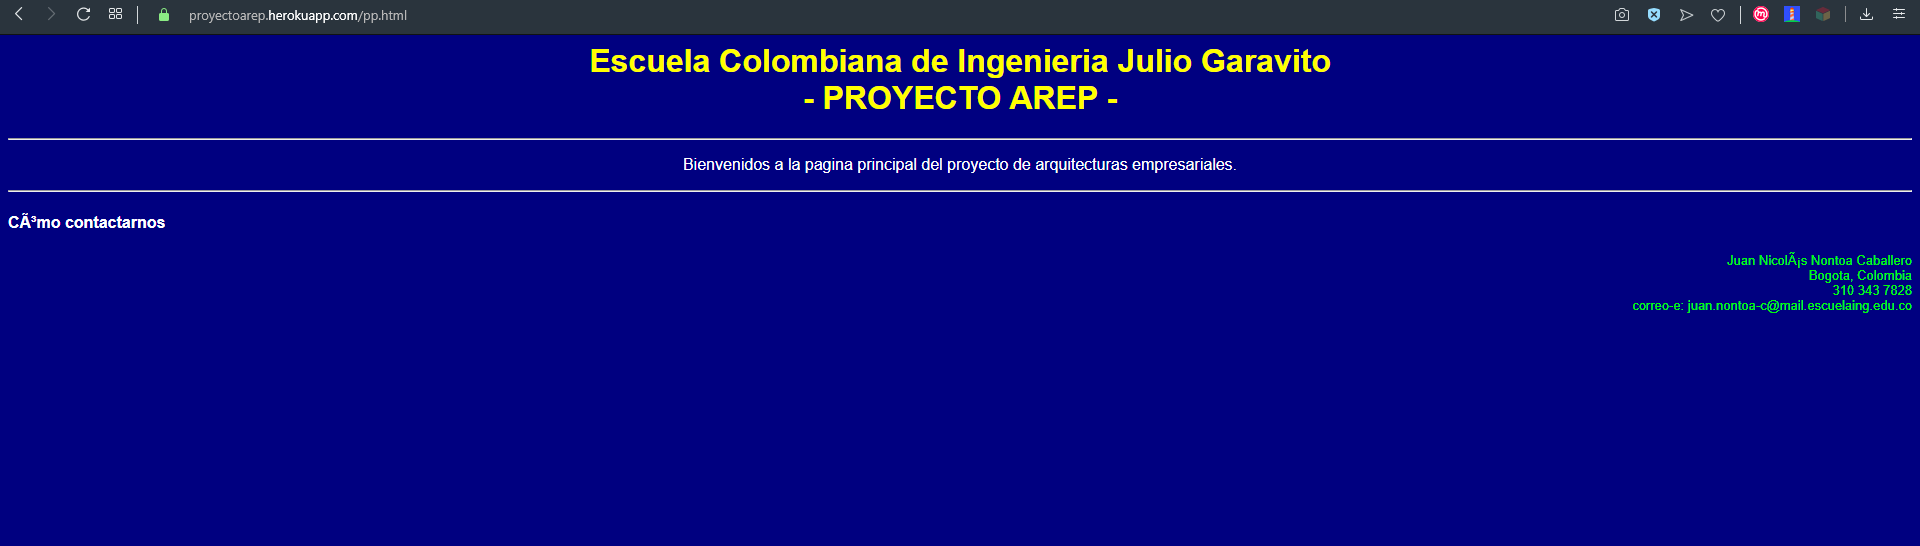 proyectoarep.herokuapp.com/pp.html
Escuela Colombiana de Ingenieria Julio Garavito
- PROYECTO AREP -
Bienvenidos a la pagina principal del proyecto de arquitecturas empresariales.
CÃ³mo contactarnos
Juan NicolÃ¡s Nontoa Caballero
Bogota, Colombia
310 343 7828
correo-e: juan.nontoa-c@mail.escuelaing.edu.co